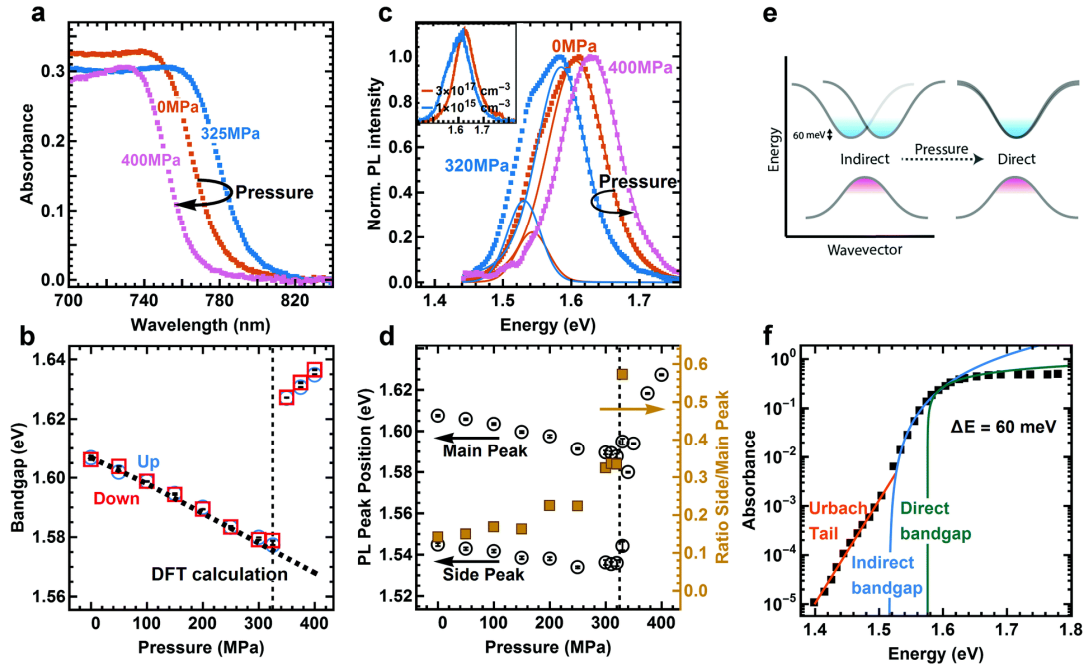 a
Absorbance
0.3
0.2
0.1
0.0
0MPa
325MPa
400MPa
Pressure
700
740
780
820
Wavelength (nm)
c
Norm. PL intensity
1.0
0.8
0.6
0.4
0.2
0.0
3×10¹⁷ cm⁻³
1×10¹⁵ cm⁻³
1.6
1.7
0MPa
400MPa
320MPa
Pressure
1.4
1.5
1.6
1.7
Energy (eV)
e
Energy
60 meV
Indirect
Pressure
Direct
Wavevector
b
Bandgap (eV)
1.64
1.62
1.60
1.58
1.56
Up
Down
DFT calculation
0
100
200
300
400
Pressure (MPa)
d
PL Peak Position (eV)
1.62
1.60
1.58
1.56
1.54
1.52
Main Peak
Side Peak
0
100
200
300
400
Pressure (MPa)
0.6
0.5
0.4
0.3
0.2
0.1
0.0
Ratio Side/Main Peak
f
Absorbance
10⁰
10⁻¹
10⁻²
10⁻³
10⁻⁴
10⁻⁵
ΔE = 60 meV
Urbach
Tail
Direct
bandgap
Indirect
bandgap
1.4
1.5
1.6
1.7
1.8
Energy (eV)